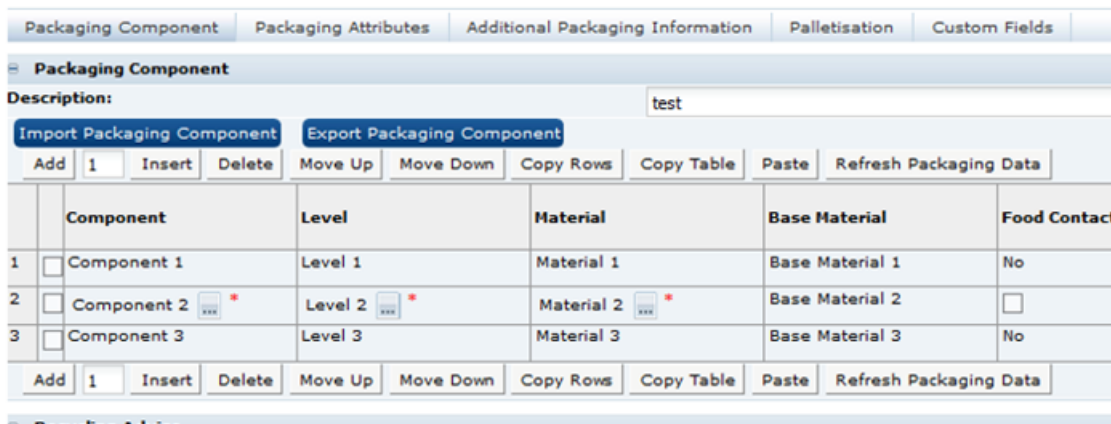 Packaging Component Packaging Attributes Additional Packaging Information Palletisation Custom Fields
Packaging Component
Description: test
Import Packaging Component Export Packaging Component
Add 1 Insert Delete Move Up Move Down Copy Rows Copy Table Paste Refresh Packaging Data
Component Level Material Base Material Food Contact
1 Component 1 Level 1 Material 1 Base Material 1 No
2 Component 2 ... * Level 2 ... * Material 2 ... * Base Material 2
3 Component 3 Level 3 Material 3 Base Material 3 No
Add 1 Insert Delete Move Up Move Down Copy Rows Copy Table Paste Refresh Packaging Data